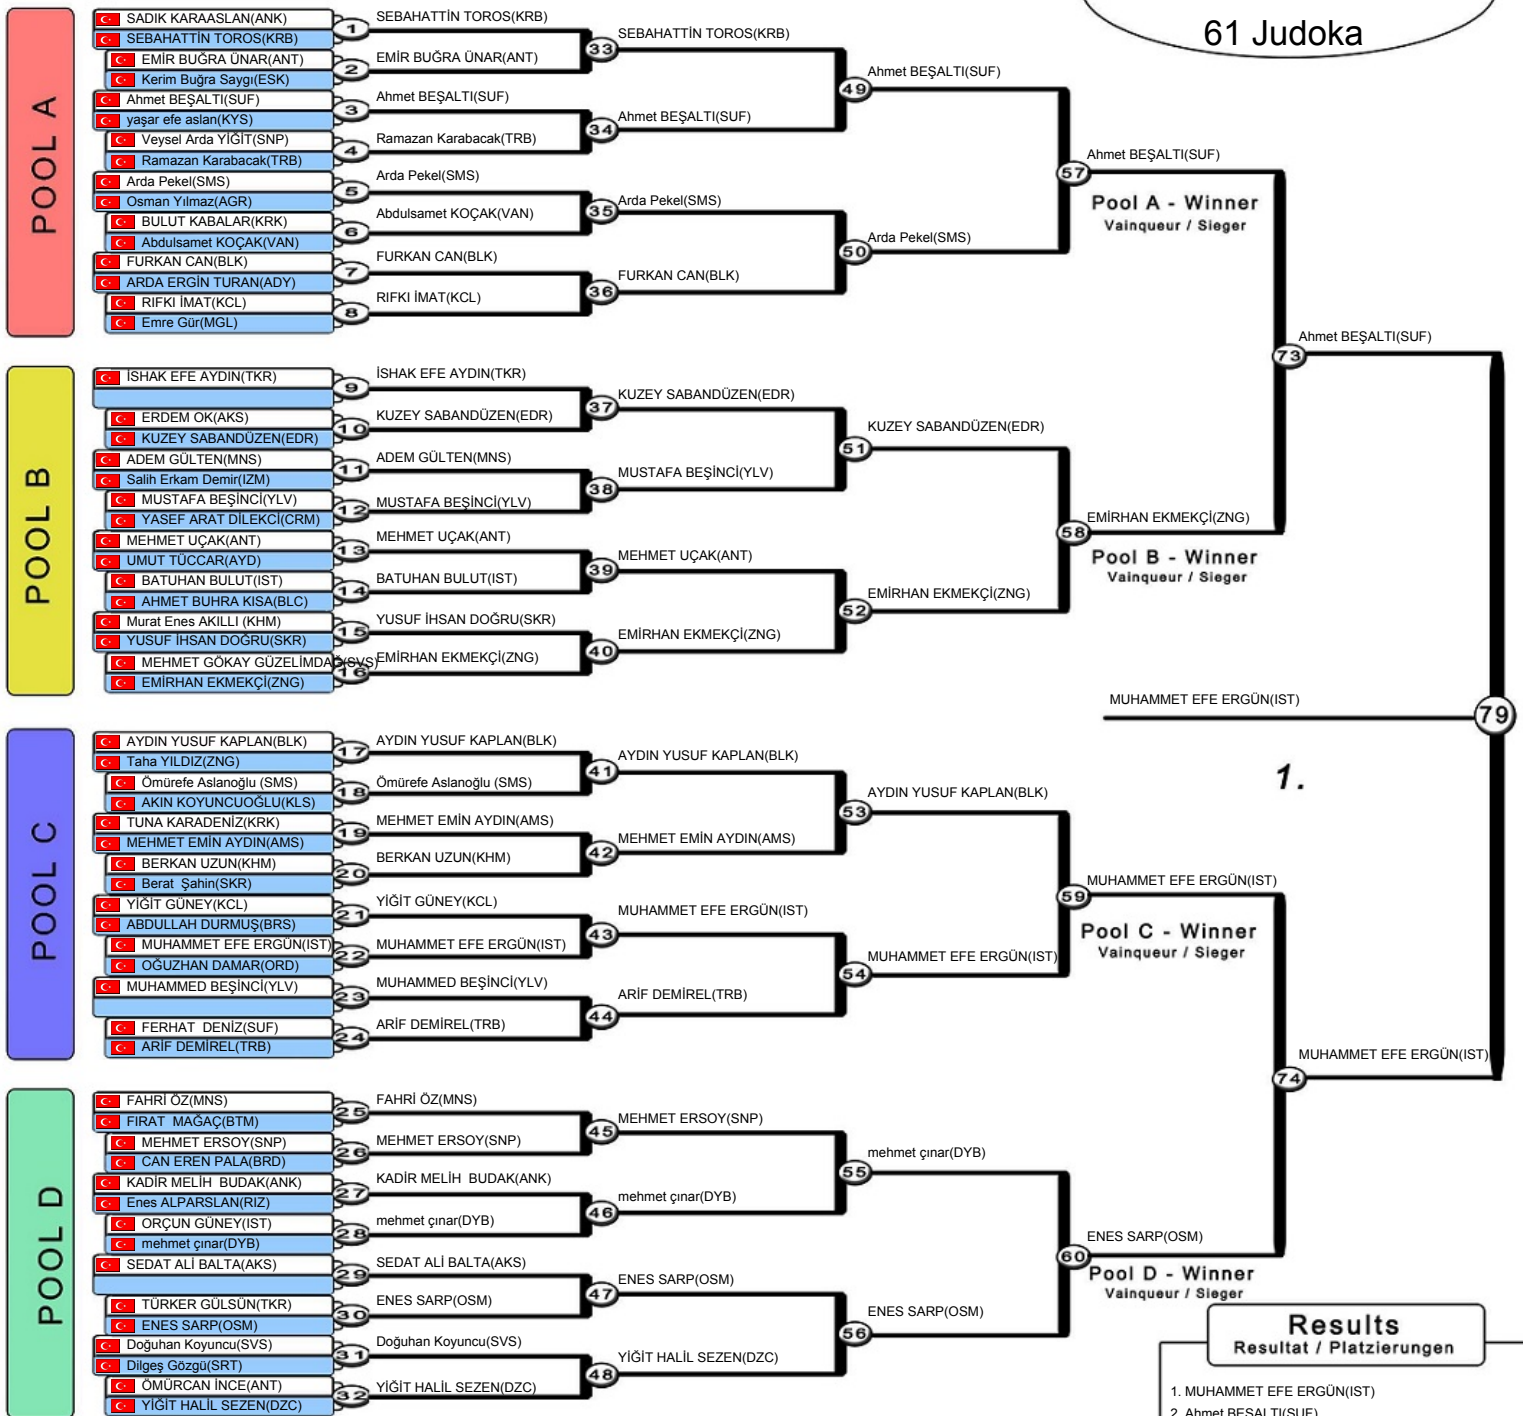 61 Judoka
POOL A
SADIK KARAASLAN(ANK)
SEBAHATTİN TOROS(KRB)
EMİR BUĞRA ÜNAR(ANT)
Kerim Buğra Saygı(ESK)
Ahmet BEŞALTI(SUF)
yaşar efe aslan(KYS)
Veysel Arda YİĞİT(SNP)
Ramazan Karabacak(TRB)
Arda Pekel(SMS)
Osman Yılmaz(AGR)
BULUT KABALAR(KRK)
Abdulsamet KOÇAK(VAN)
FURKAN CAN(BLK)
ARDA ERGİN TURAN(ADY)
RIFKI İMAT(KCL)
Emre Gür(MGL)
1 SEBAHATTİN TOROS(KRB)
2 EMİR BUĞRA ÜNAR(ANT)
3 Ahmet BEŞALTI(SUF)
4 Ramazan Karabacak(TRB)
5 Arda Pekel(SMS)
6 Abdulsamet KOÇAK(VAN)
7 FURKAN CAN(BLK)
8 RIFKI İMAT(KCL)
33 SEBAHATTİN TOROS(KRB)
34 Ahmet BEŞALTI(SUF)
35 Arda Pekel(SMS)
36 FURKAN CAN(BLK)
49 Ahmet BEŞALTI(SUF)
50 Arda Pekel(SMS)
57 Ahmet BEŞALTI(SUF)
Pool A - Winner
Vainqueur / Sieger
POOL B
İSHAK EFE AYDIN(TKR)
ERDEM OK(AKS)
KUZEY SABANDÜZEN(EDR)
ADEM GÜLTEN(MNS)
Salih Erkam Demir(IZM)
MUSTAFA BEŞİNCİ(YLV)
YASEF ARAT DİLEKCİ(CRM)
MEHMET UÇAK(ANT)
UMUT TÜCCAR(AYD)
BATUHAN BULUT(IST)
AHMET BUHRA KISA(BLC)
Murat Enes AKILLI (KHM)
YUSUF İHSAN DOĞRU(SKR)
MEHMET GÖKAY GÜZELİMDAĞ(SVS)
EMİRHAN EKMEKÇİ(ZNG)
9 İSHAK EFE AYDIN(TKR)
10 KUZEY SABANDÜZEN(EDR)
11 ADEM GÜLTEN(MNS)
12 MUSTAFA BEŞİNCİ(YLV)
13 MEHMET UÇAK(ANT)
14 BATUHAN BULUT(IST)
15 YUSUF İHSAN DOĞRU(SKR)
16 EMİRHAN EKMEKÇİ(ZNG)
37 KUZEY SABANDÜZEN(EDR)
38 MUSTAFA BEŞİNCİ(YLV)
39 MEHMET UÇAK(ANT)
40 EMİRHAN EKMEKÇİ(ZNG)
51 KUZEY SABANDÜZEN(EDR)
52 EMİRHAN EKMEKÇİ(ZNG)
58 EMİRHAN EKMEKÇİ(ZNG)
Pool B - Winner
Vainqueur / Sieger
73 Ahmet BEŞALTI(SUF)
MUHAMMET EFE ERGÜN(IST)
79
1.
POOL C
AYDIN YUSUF KAPLAN(BLK)
Taha YILDIZ(ZNG)
Ömürefe Aslanoğlu (SMS)
AKIN KOYUNCUOĞLU(KLS)
TUNA KARADENİZ(KRK)
MEHMET EMİN AYDIN(AMS)
BERKAN UZUN(KHM)
Berat  Şahin(SKR)
YİĞİT GÜNEY(KCL)
ABDULLAH DURMUŞ(BRS)
MUHAMMET EFE ERGÜN(IST)
OĞUZHAN DAMAR(ORD)
MUHAMMED BEŞİNCİ(YLV)
FERHAT  DENİZ(SUF)
ARİF DEMİREL(TRB)
17 AYDIN YUSUF KAPLAN(BLK)
18 Ömürefe Aslanoğlu (SMS)
19 MEHMET EMİN AYDIN(AMS)
20 BERKAN UZUN(KHM)
21 YİĞİT GÜNEY(KCL)
22 MUHAMMET EFE ERGÜN(IST)
23 MUHAMMED BEŞİNCİ(YLV)
24 ARİF DEMİREL(TRB)
41 AYDIN YUSUF KAPLAN(BLK)
42 MEHMET EMİN AYDIN(AMS)
43 MUHAMMET EFE ERGÜN(IST)
44 ARİF DEMİREL(TRB)
53 AYDIN YUSUF KAPLAN(BLK)
54 MUHAMMET EFE ERGÜN(IST)
59 MUHAMMET EFE ERGÜN(IST)
Pool C - Winner
Vainqueur / Sieger
POOL D
FAHRİ ÖZ(MNS)
FIRAT  MAĞAÇ(BTM)
MEHMET ERSOY(SNP)
CAN EREN PALA(BRD)
KADİR MELİH  BUDAK(ANK)
Enes ALPARSLAN(RIZ)
ORÇUN GÜNEY(IST)
mehmet çınar(DYB)
SEDAT ALİ BALTA(AKS)
TÜRKER GÜLSÜN(TKR)
ENES SARP(OSM)
Doğuhan Koyuncu(SVS)
Dilgeş Gözgü(SRT)
ÖMÜRCAN İNCE(ANT)
YİĞİT HALİL SEZEN(DZC)
25 FAHRİ ÖZ(MNS)
26 MEHMET ERSOY(SNP)
27 KADİR MELİH  BUDAK(ANK)
28 mehmet çınar(DYB)
29 SEDAT ALİ BALTA(AKS)
30 ENES SARP(OSM)
31 Doğuhan Koyuncu(SVS)
32 YİĞİT HALİL SEZEN(DZC)
45 MEHMET ERSOY(SNP)
46 mehmet çınar(DYB)
47 ENES SARP(OSM)
48 YİĞİT HALİL SEZEN(DZC)
55 mehmet çınar(DYB)
56 ENES SARP(OSM)
60 ENES SARP(OSM)
Pool D - Winner
Vainqueur / Sieger
74 MUHAMMET EFE ERGÜN(IST)
Results
Resultat / Platzierungen
1. MUHAMMET EFE ERGÜN(IST)
2. Ahmet BEŞALTI(SUF)